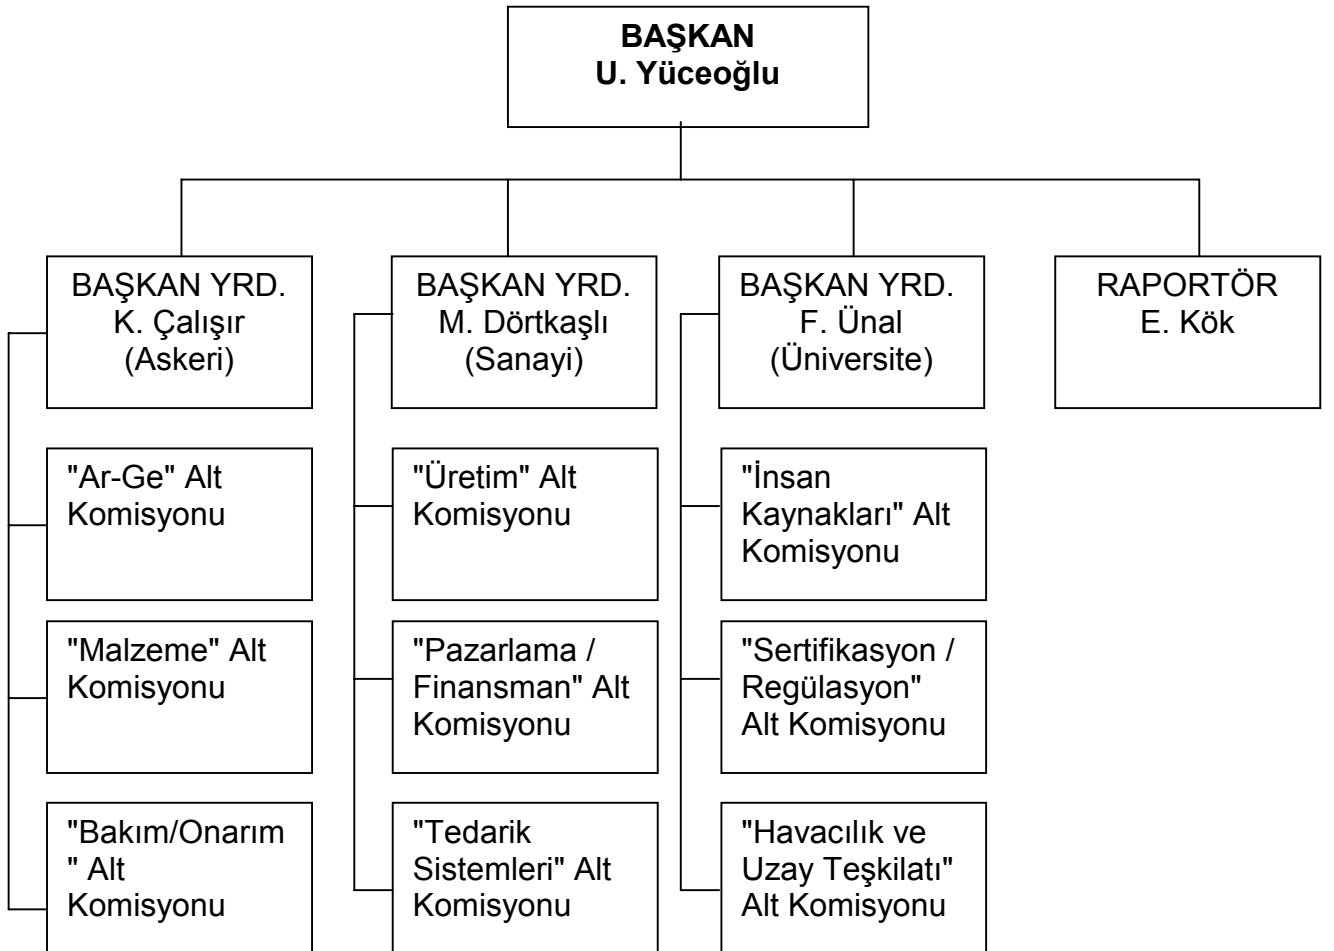 BAŞKAN
U. Yüceoğlu
BAŞKAN YRD.
K. Çalışır
(Askeri)
BAŞKAN YRD.
M. Dörtkaşlı
(Sanayi)
BAŞKAN YRD.
F. Ünal
(Üniversite)
RAPORTÖR
E. Kök
"Ar-Ge" Alt
Komisyonu
"Üretim" Alt
Komisyonu
"İnsan
Kaynakları" Alt
Komisyonu
"Malzeme" Alt
Komisyonu
"Pazarlama /
Finansman" Alt
Komisyonu
"Sertifikasyon /
Regülasyon"
Alt Komisyonu
"Bakım/Onarım
" Alt
Komisyonu
"Tedarik
Sistemleri" Alt
Komisyonu
"Havacılık ve
Uzay Teşkilatı"
Alt Komisyonu